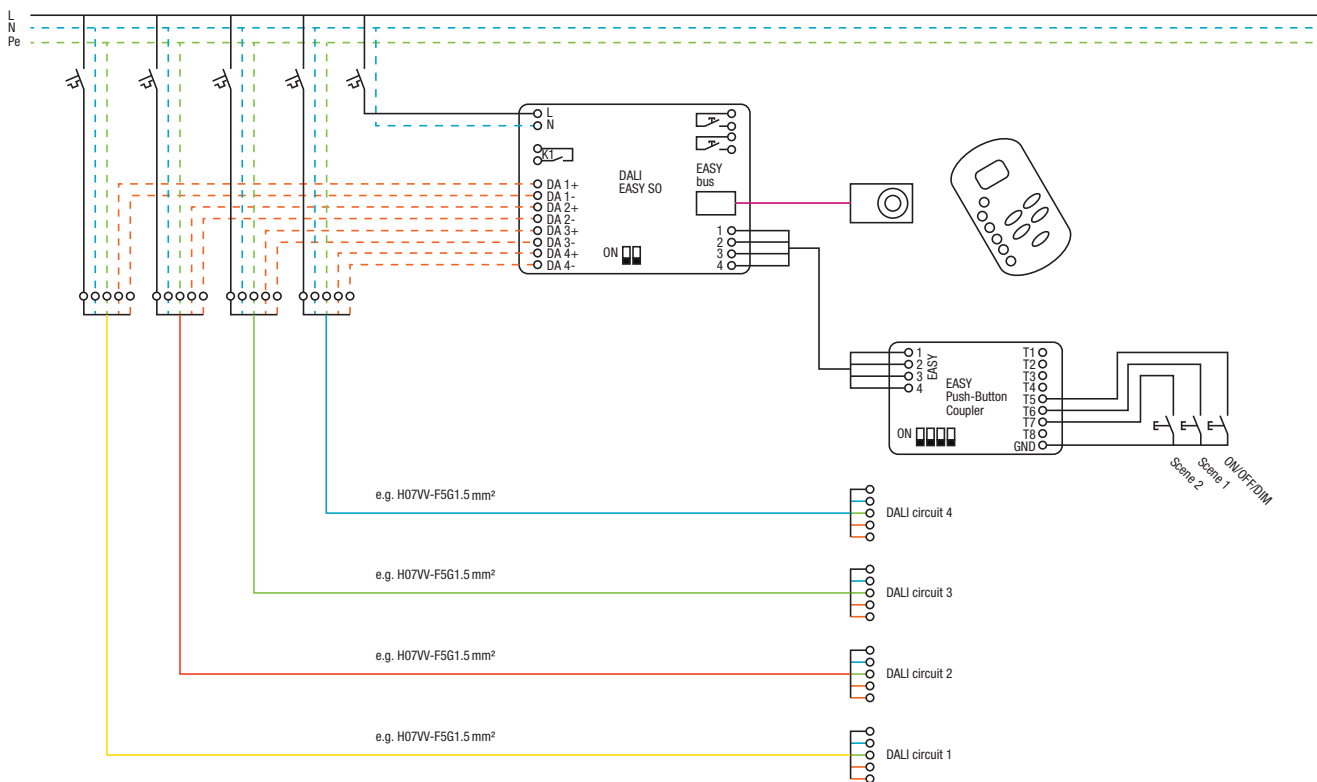 L
N
Pe
L
N
K1
DALI
EASY SO
EASY
bus
DA 1+
DA 1-
DA 2+
DA 2-
DA 3+
DA 3-
DA 4+
DA 4-
ON
1
2
3
4
1
2
3
4
EASY
EASY
Push-Button
Coupler
ON
T1
T2
T3
T4
T5
T6
T7
T8
GND
Scene 2
Scene 1
ON/OFF/DIM
e.g. H07VV-F5G1.5 mm²
DALI circuit 4
e.g. H07VV-F5G1.5 mm²
DALI circuit 3
e.g. H07VV-F5G1.5 mm²
DALI circuit 2
e.g. H07VV-F5G1.5 mm²
DALI circuit 1